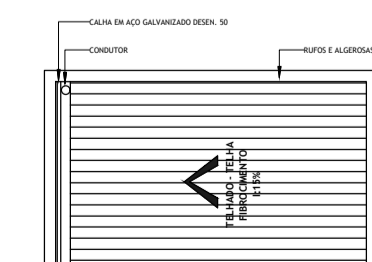 CALHA EM AÇO GALVANIZADO DESEN. 50
CONDUTOR
RUFOS E ALGEROSAS
TELHADO - TELHA
FIBROCIMENTO
I:15%